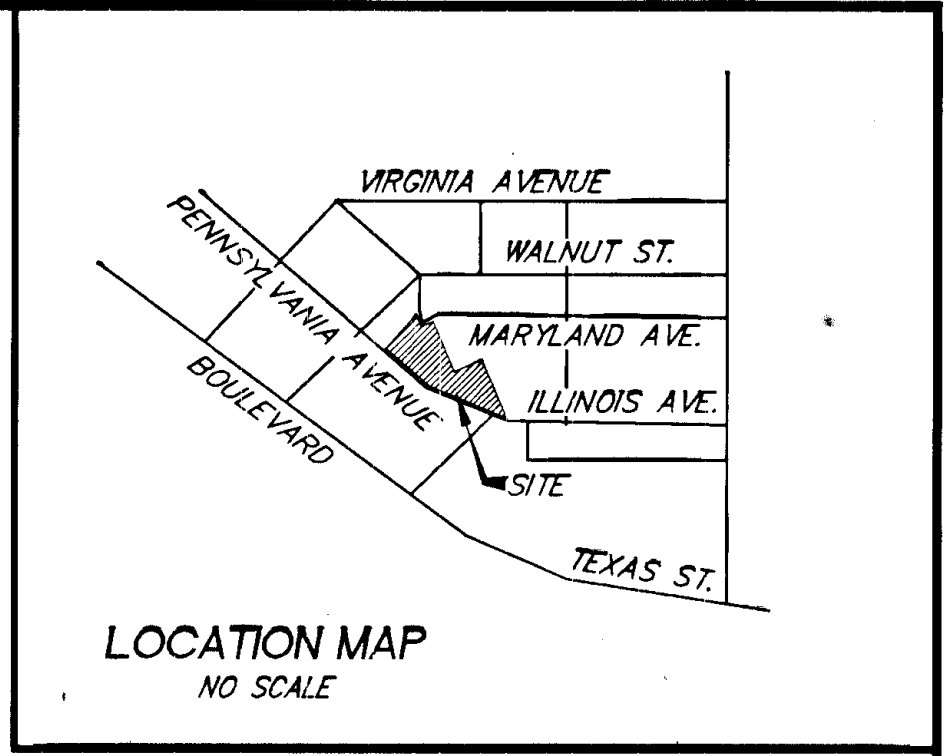 VIRGINIA AVENUE
PENNSYLVANIA AVENUE
WALNUT ST.
MARYLAND AVE.
BOULEVARD
ILLINOIS AVE.
SITE
TEXAS ST.
LOCATION MAP
NO SCALE